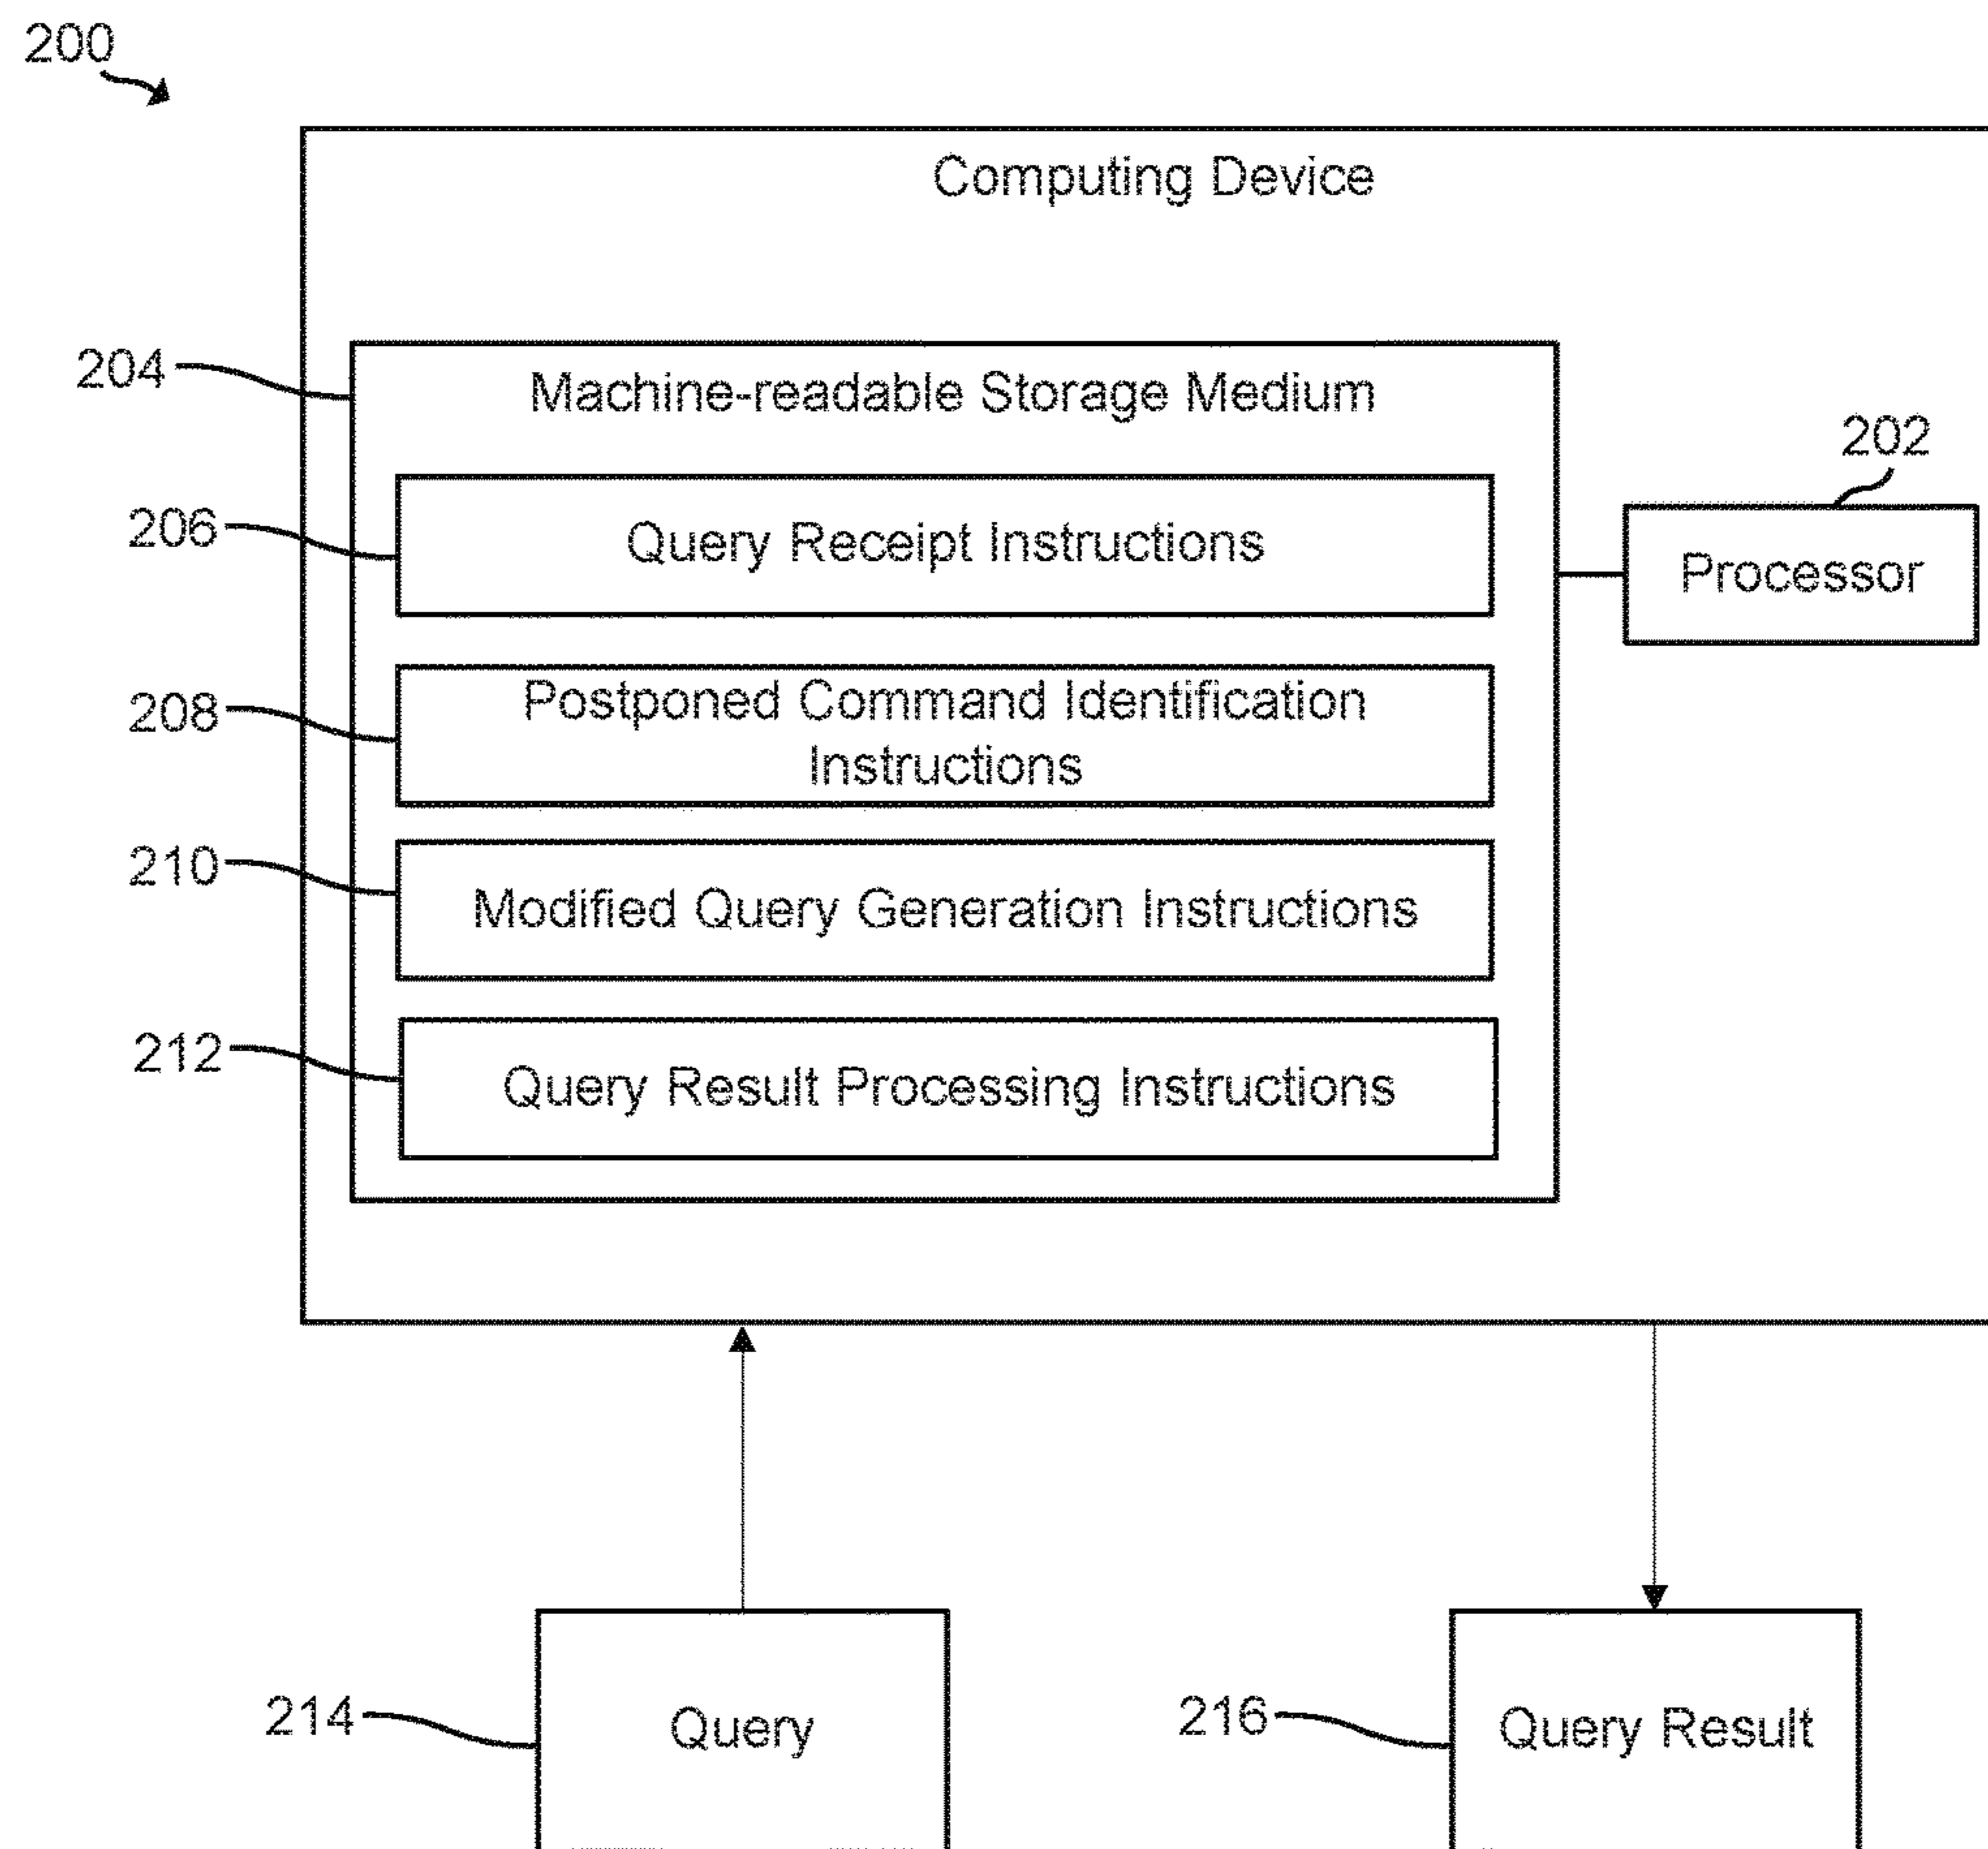 200
Computing Device
204
Machine-readable Storage Medium
202
206
Query Receipt Instructions
Processor
208
Postponed Command Identification
Instructions
210
Modified Query Generation Instructions
212
Query Result Processing Instructions
214
Query
216
Query Result